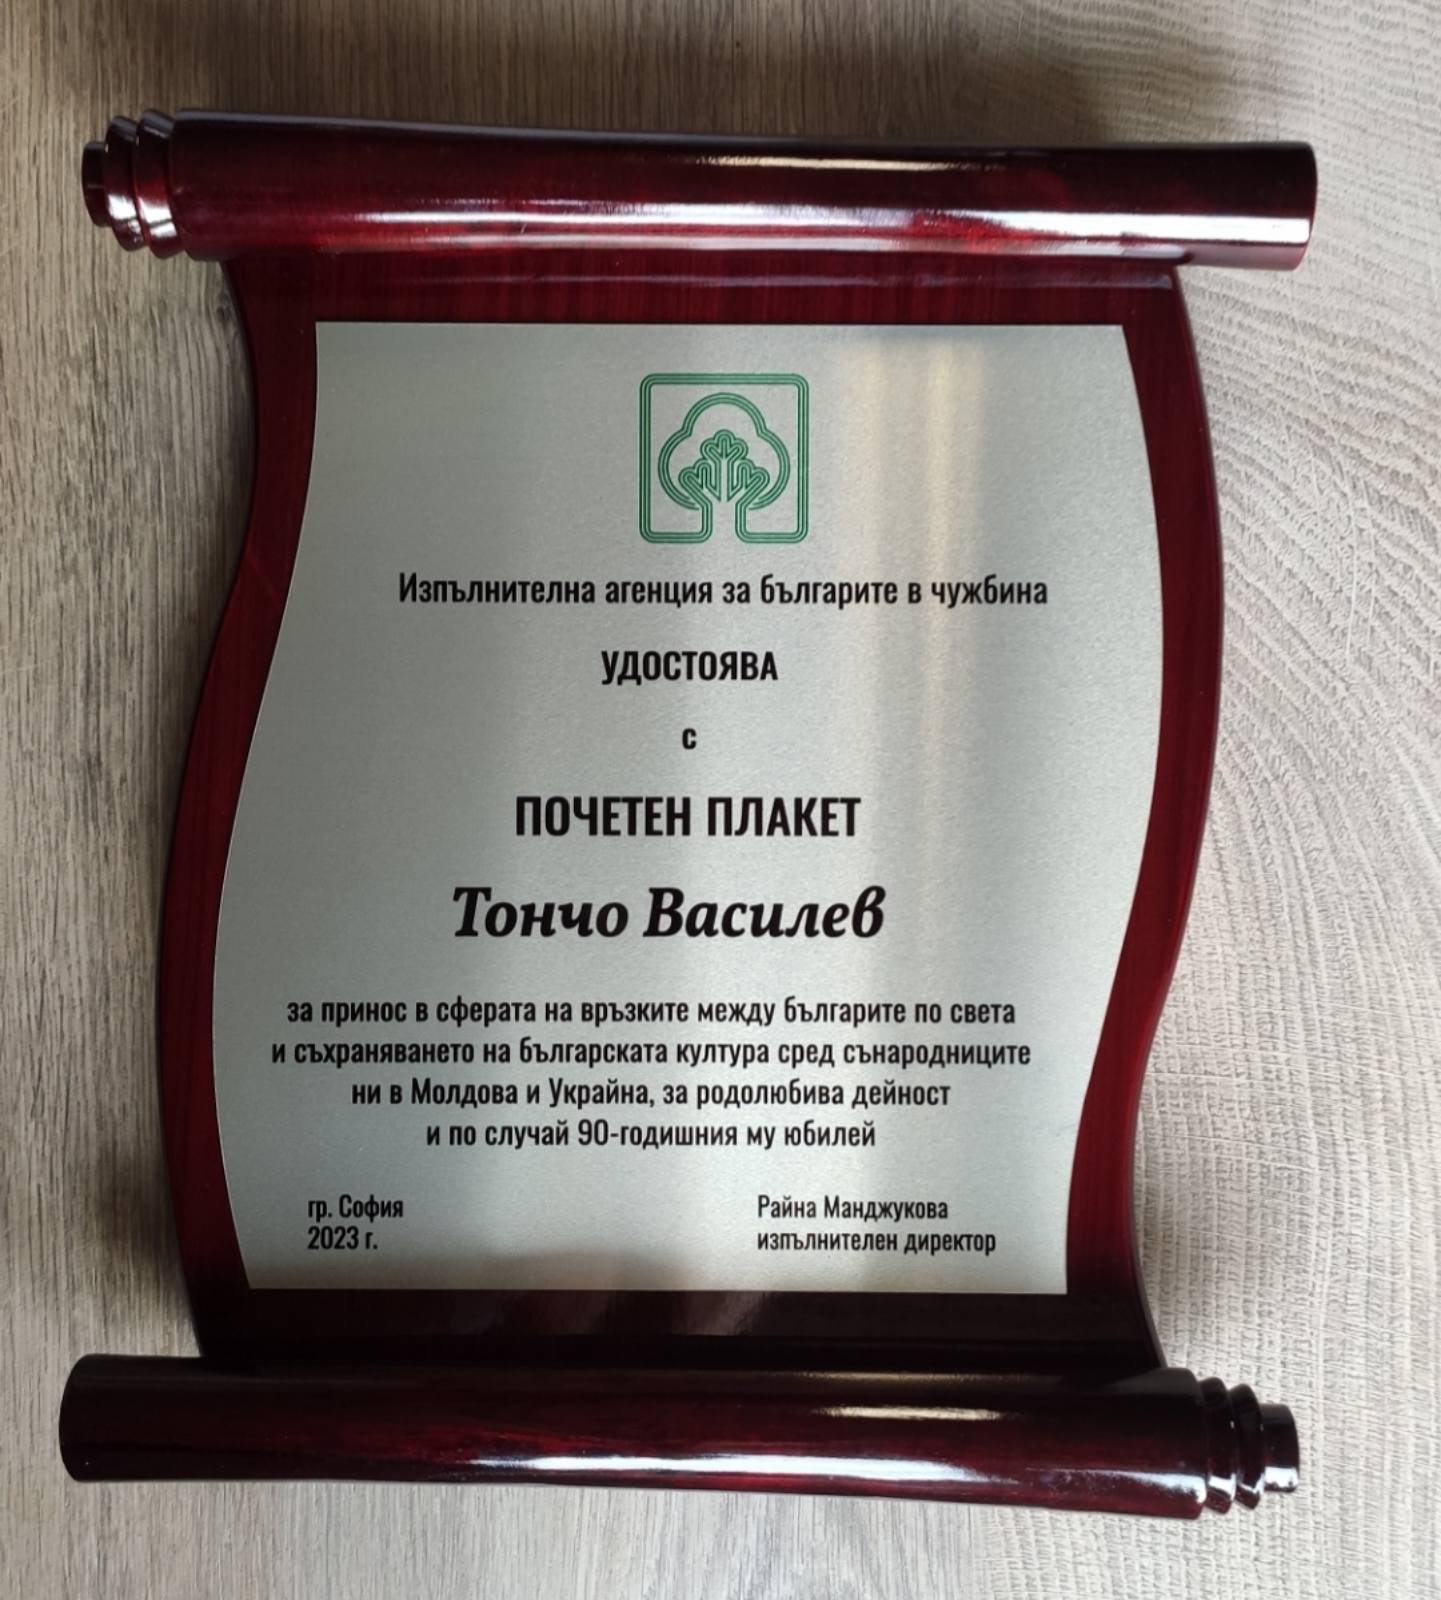 Изпълнителна агенция за българите в чужбина
УДОСТОЯВА
с
ПОЧЕТЕН ПЛАКЕТ
Тончо Василев
за принос в сферата на връзките между българите по света
и съхраняването на българската култура сред сънародниците
ни в Молдова и Украйна, за родолюбива дейност
и по случай 90-годишния му юбилей
гр. София
2023 г.
Райна Манджукова
изпълнителен директор